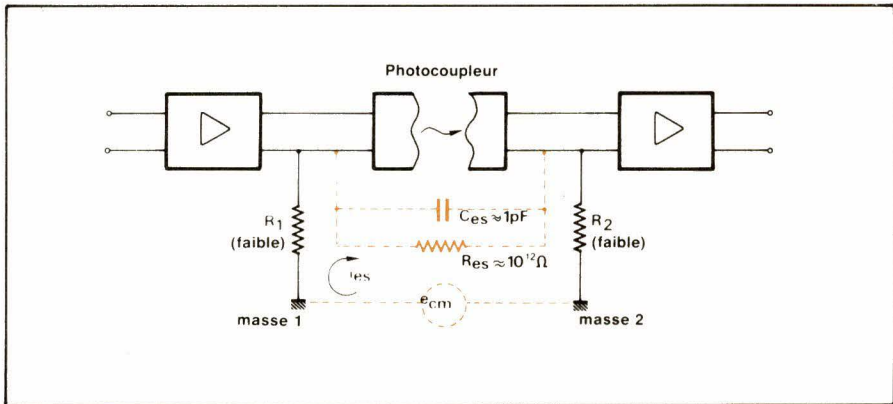 Photocoupleur
R1
(faible)
Ces ≈ 1pF
R2
(faible)
Res ≈ 10¹²Ω
ies
ecm
masse 1
masse 2